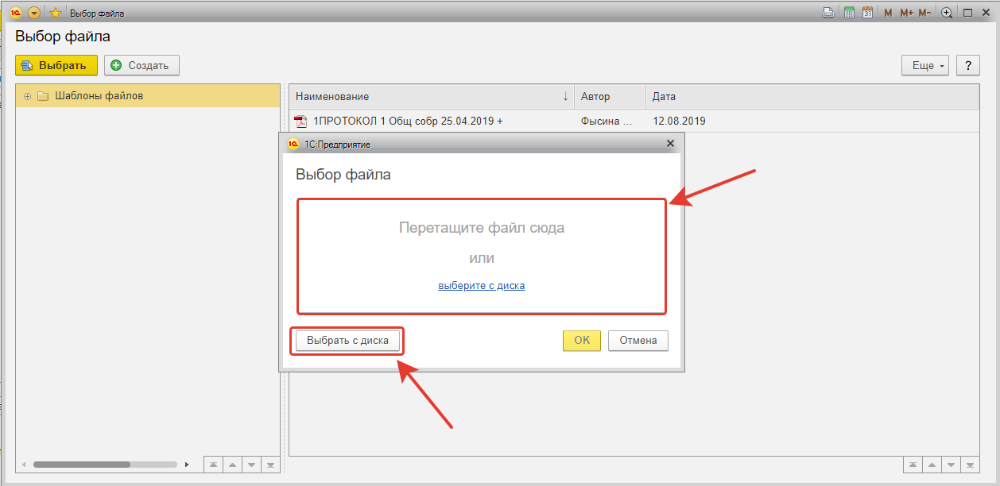 Выбор файла
M M+ M-
Выбор файла
Выбрать Создать Еще ?
Шаблоны файлов
Наименование ↓ Автор Дата
1ПРОТОКОЛ 1 Общ собр 25.04.2019 + Фысина ... 12.08.2019
1С:Предприятие
Выбор файла
Перетащите файл сюда
или
выберите с диска
Выбрать с диска OK Отмена